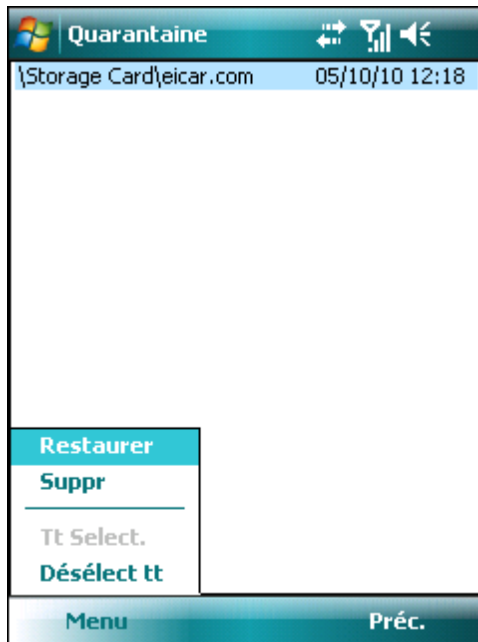 Quarantaine
\Storage Card\eicar.com 05/10/10 12:18
Restaurer
Suppr
Tt Select.
Désélect tt
Menu Préc.